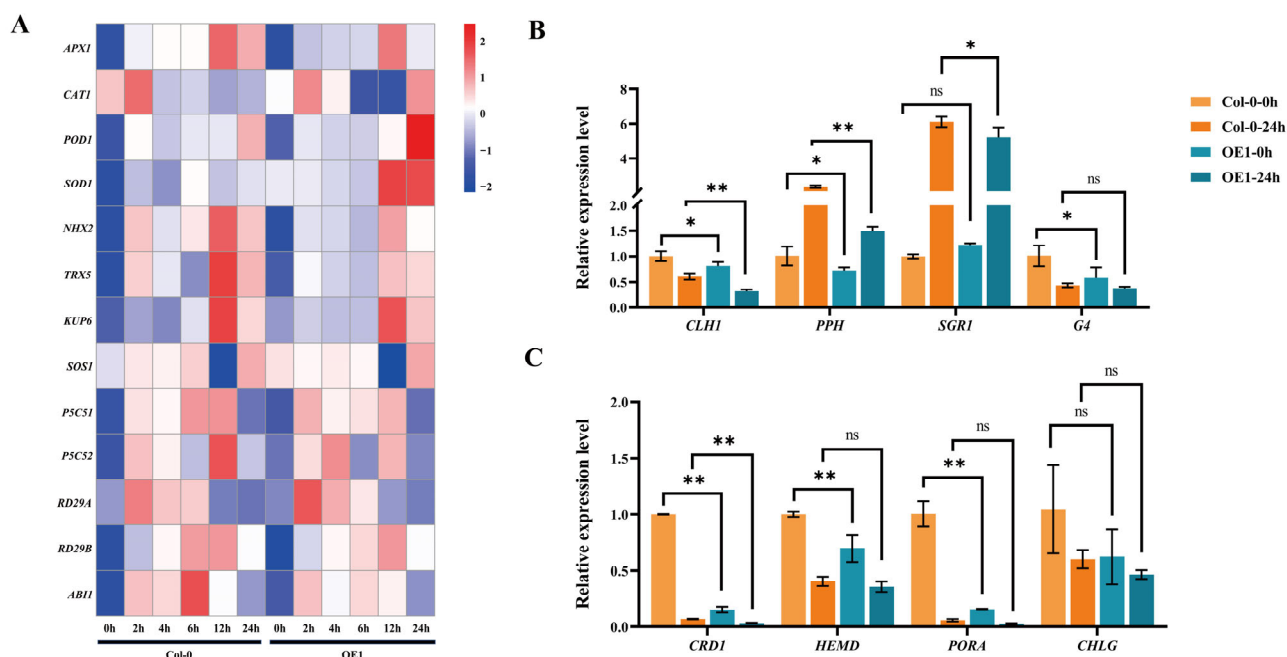 A
APX1
CAT1
POD1
SOD1
NHX2
TRX5
KUP6
SOS1
P5C51
P5C52
RD29A
RD29B
ABI1
0h 2h 4h 6h 12h 24h 0h 2h 4h 6h 12h 24h
Col-0 OE1
2
1
0
−1
−2
B
Relative expression level
8
6
4
2.0
1.5
1.0
0.5
0.0
*
**
*
**
ns
*
*
ns
CLH1 PPH SGR1 G4
Col-0-0h
Col-0-24h
OE1-0h
OE1-24h
C
Relative expression level
2.0
1.5
1.0
0.5
0.0
**
**
**
ns
**
ns
ns
ns
CRD1 HEMD PORA CHLG